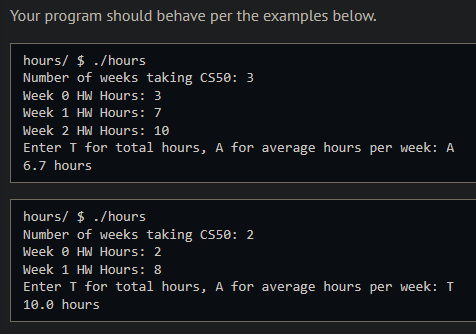 Your program should behave per the examples below.
hours/ $ ./hours
Number of weeks taking CS50: 3
Week 0 HW Hours: 3
Week 1 HW Hours: 7
Week 2 HW Hours: 10
Enter T for total hours, A for average hours per week: A
6.7 hours
hours/ $ ./hours
Number of weeks taking CS50: 2
Week 0 HW Hours: 2
Week 1 HW Hours: 8
Enter T for total hours, A for average hours per week: T
10.0 hours